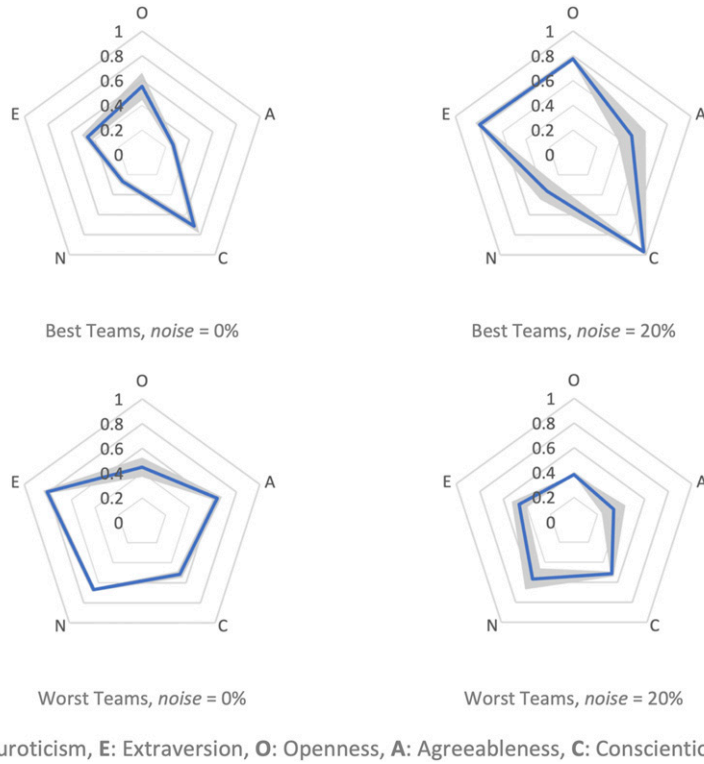 O
1
0.8
0.6
0.4
0.2
0
E
A
N
C
Best Teams, noise = 0%
O
1
0.8
0.6
0.4
0.2
0
E
A
N
C
Best Teams, noise = 20%
O
1
0.8
0.6
0.4
0.2
0
E
A
N
C
Worst Teams, noise = 0%
O
1
0.8
0.6
0.4
0.2
0
E
A
N
C
Worst Teams, noise = 20%
uroticism, E: Extraversion, O: Openness, A: Agreeableness, C: Conscientio